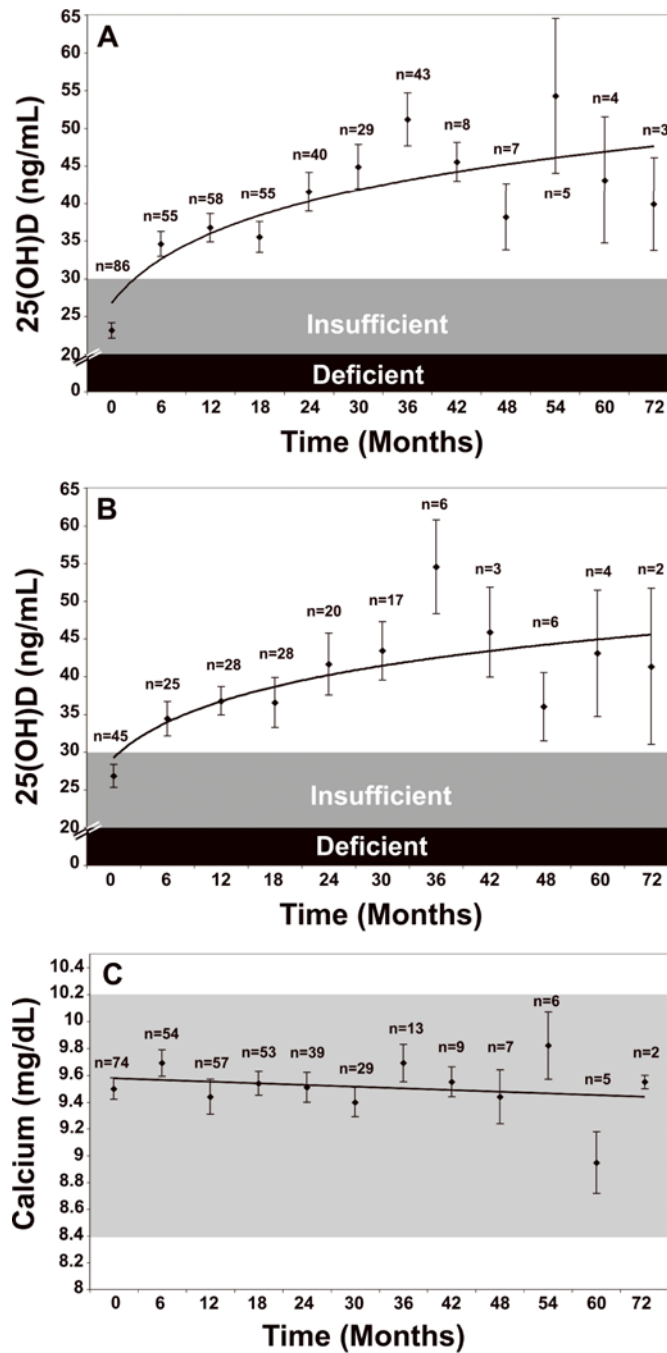 A
65
60
55
50
45
40
35
30
25
20
0
25(OH)D (ng/mL)
n=86
n=55
n=58
n=55
n=40
n=29
n=43
n=8
n=7
n=5
n=4
n=3
Insufficient
Deficient
0 6 12 18 24 30 36 42 48 54 60 72
Time (Months)
B
65
60
55
50
45
40
35
30
25
20
0
25(OH)D (ng/mL)
n=45
n=25
n=28
n=28
n=20
n=17
n=6
n=3
n=6
n=4
n=2
Insufficient
Deficient
0 6 12 18 24 30 36 42 48 60 72
Time (Months)
C
10.4
10.2
10
9.8
9.6
9.4
9.2
9
8.8
8.6
8.4
8.2
8
Calcium (mg/dL)
n=74
n=54
n=57
n=53
n=39
n=29
n=13
n=9
n=7
n=6
n=5
n=2
0 6 12 18 24 30 36 42 48 54 60 72
Time (Months)